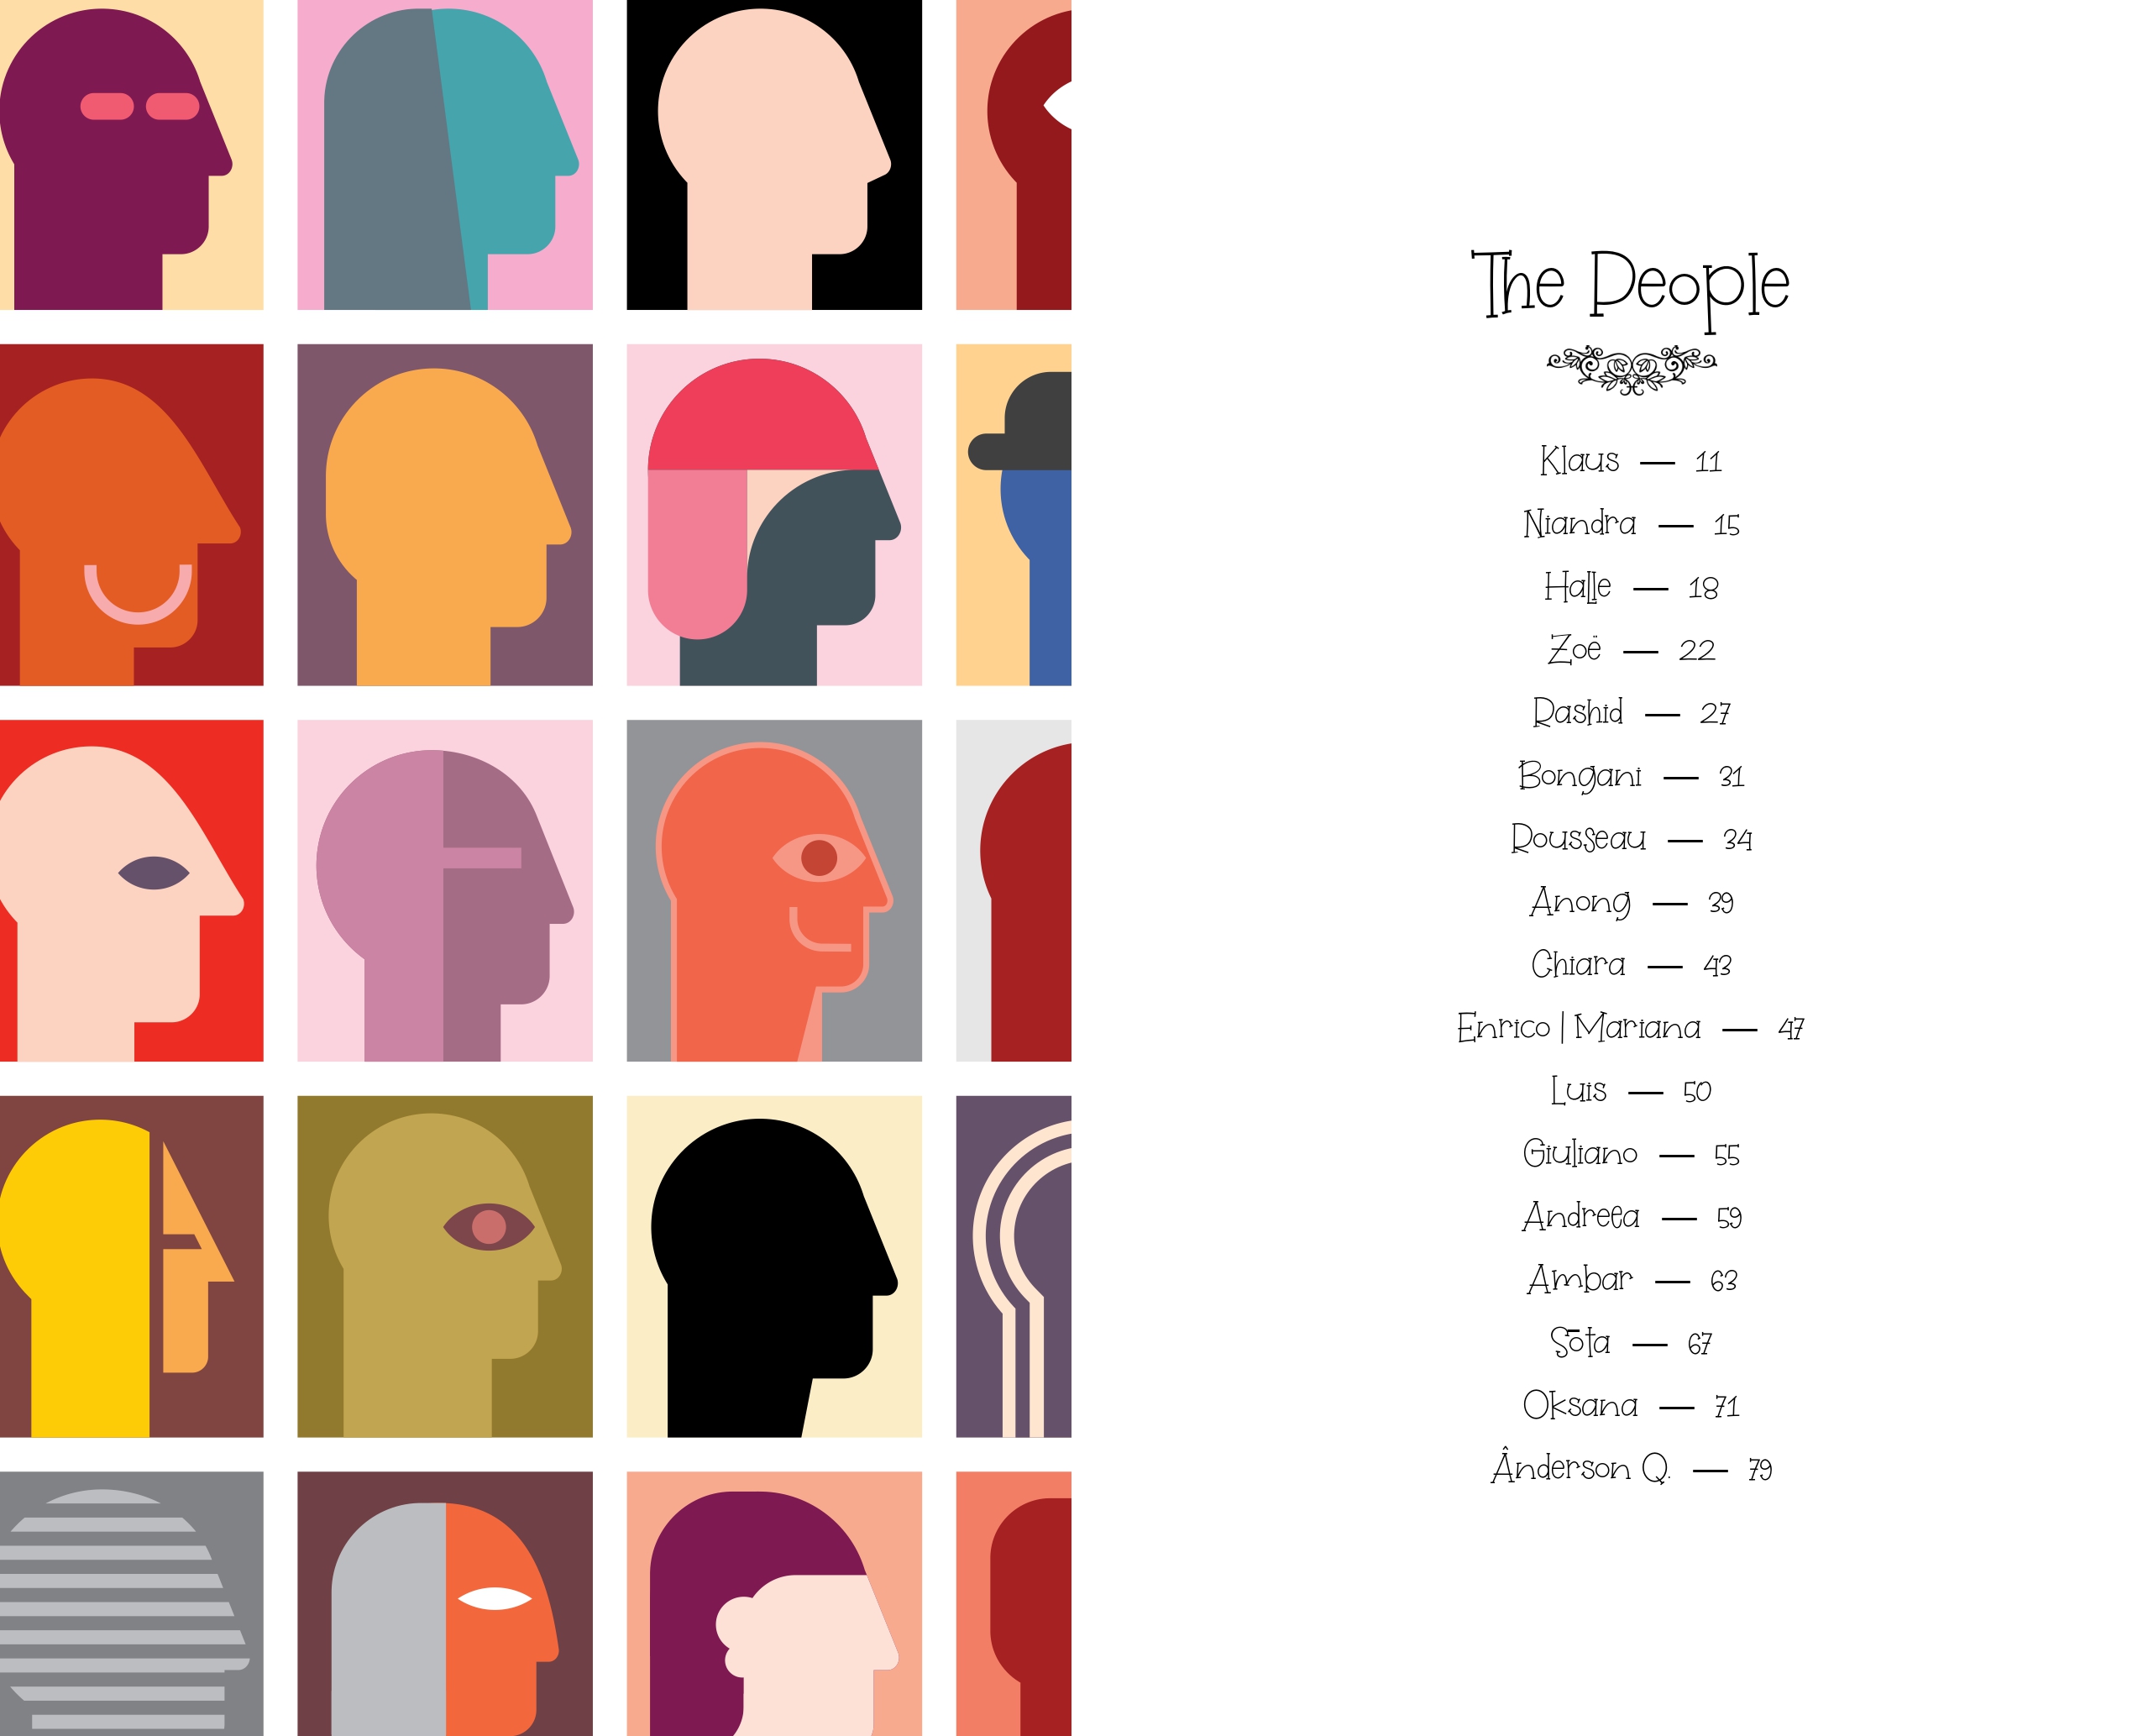 The People
Klaus — 11
Niandra — 15
Halle — 18
Zoë — 22
Rashid — 27
Bongani — 31
Rousseau — 34
Anong — 39
Chiara — 43
Enrico | Mariana — 47
Luis — 50
Giuliano — 55
Andreea — 59
Ambar — 63
Sōta — 67
Oksana — 71
Ânderson Q. — 79